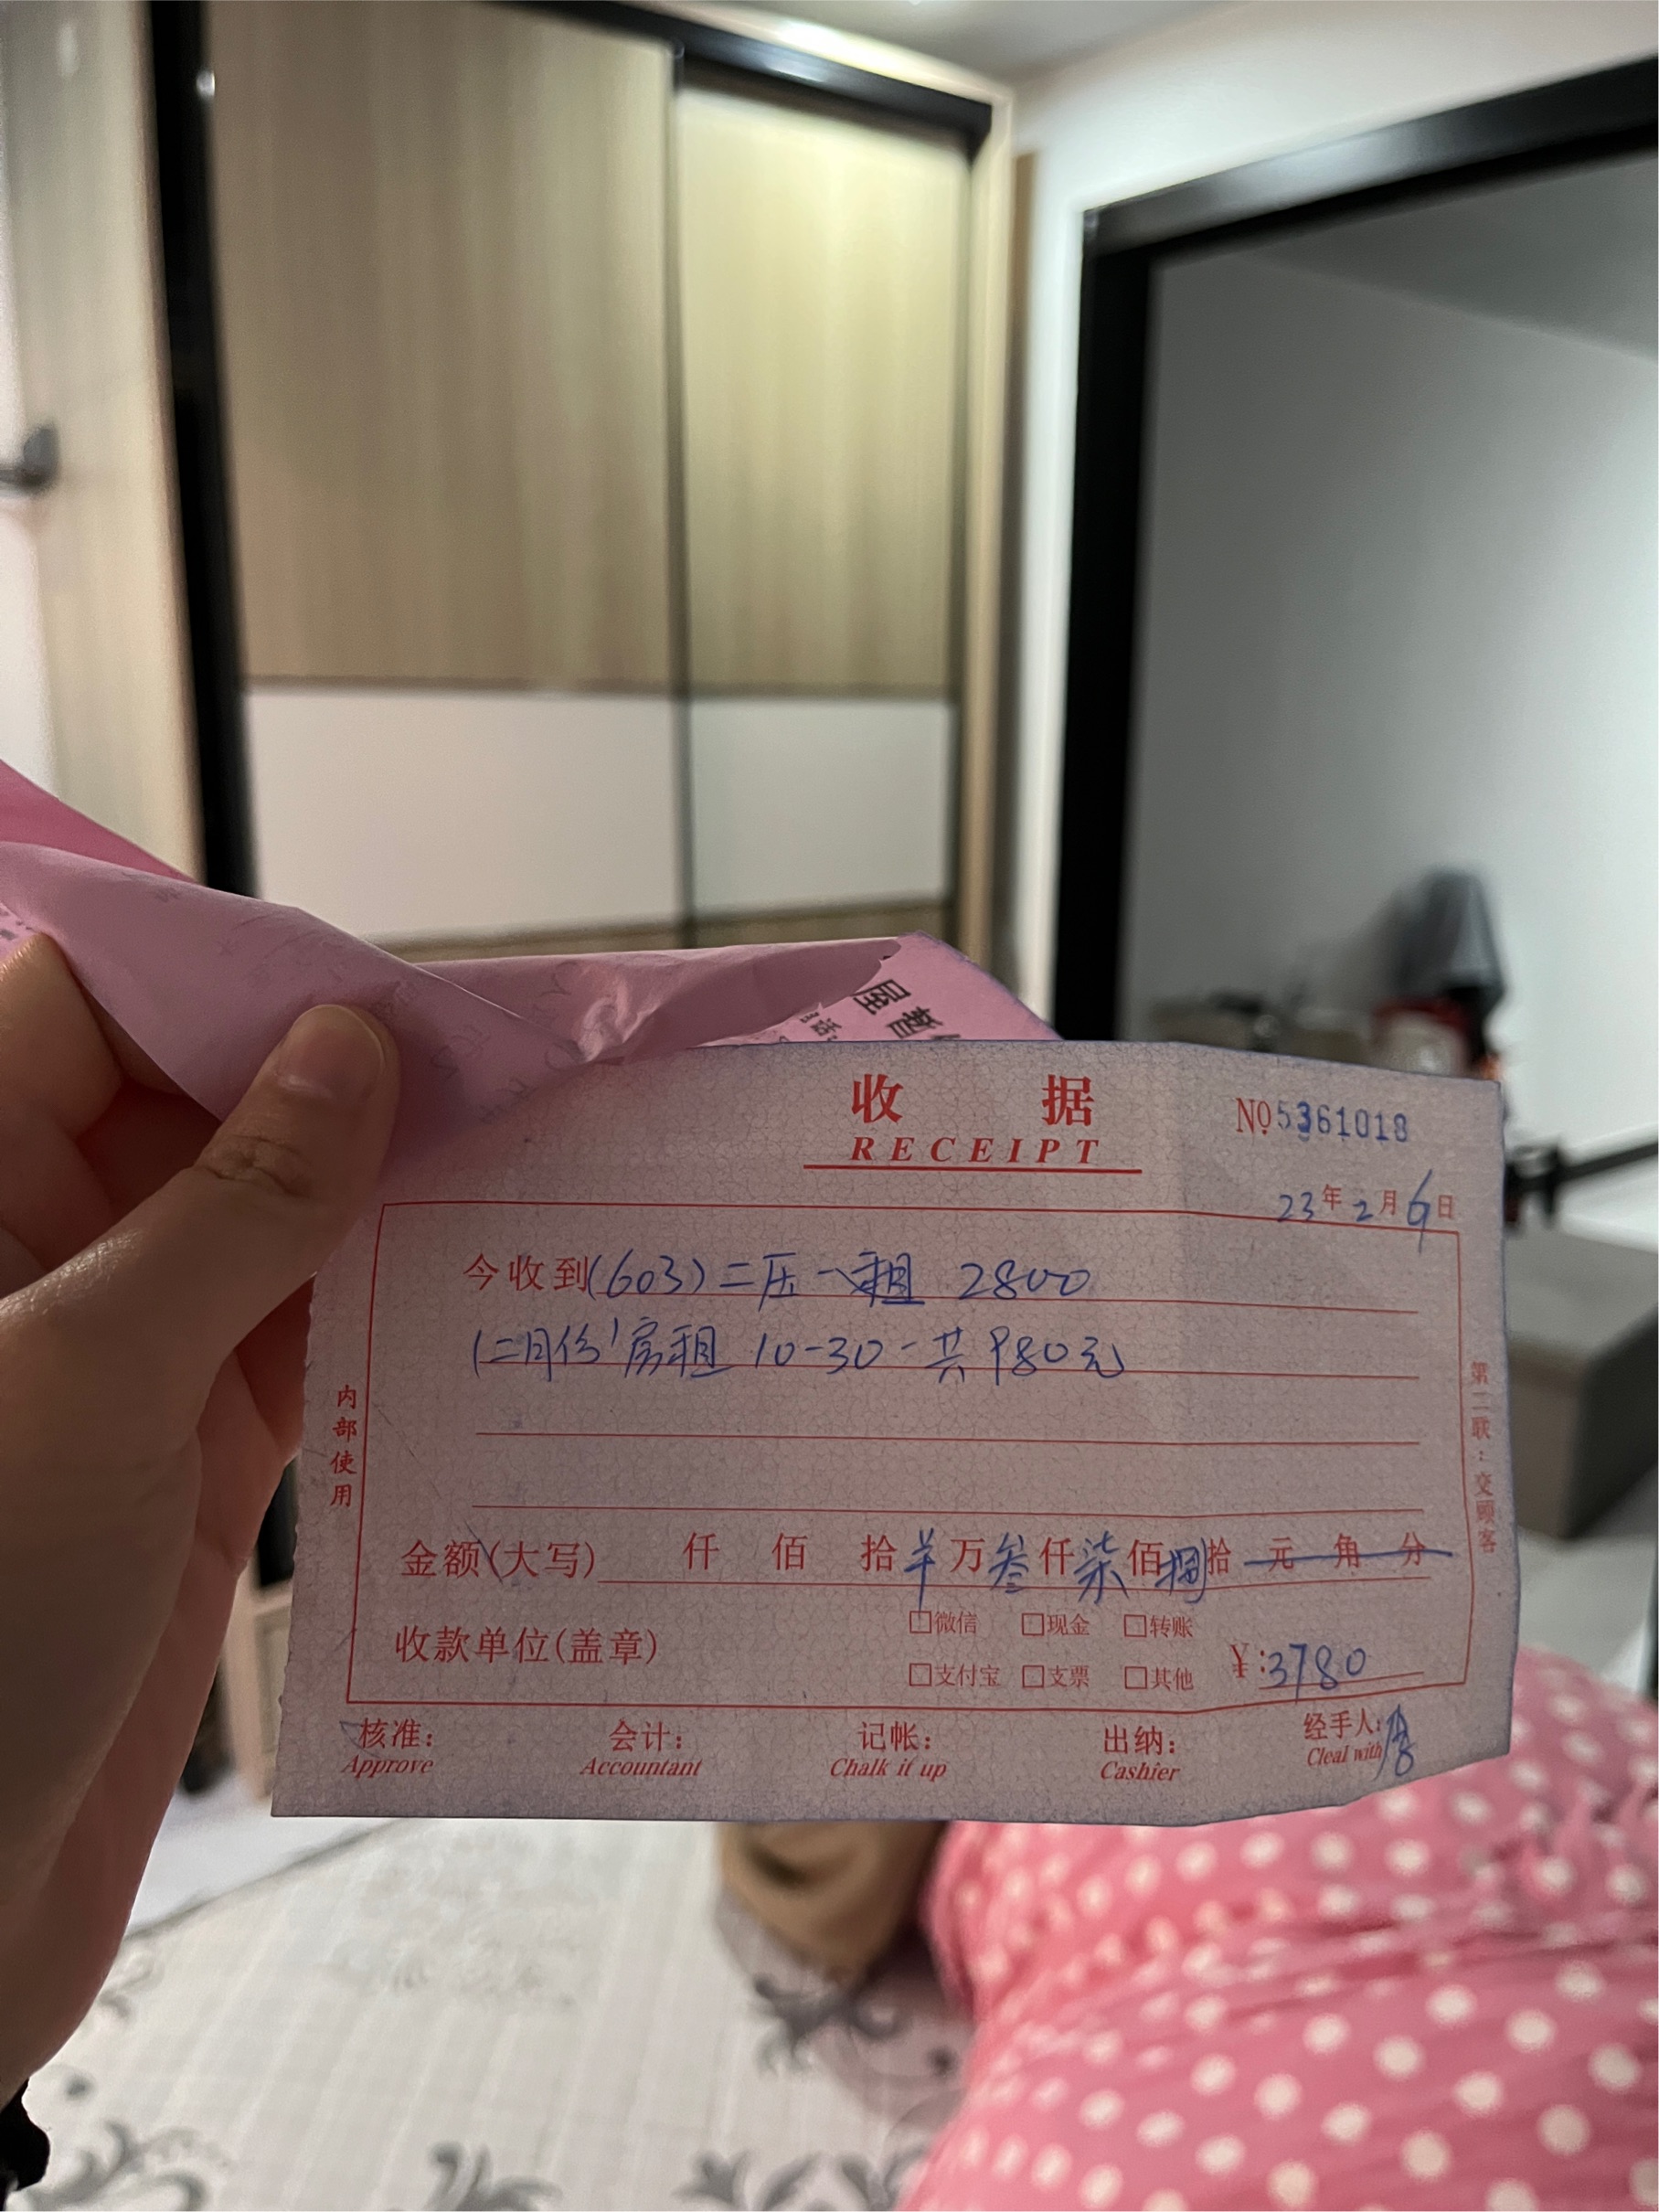 屋
收 据
RECEIPT
Nº5361018
23年2月6日
今收到(603)二压一租 2800
(二月份)房租 10-30 一共980元
内部使用
第二联：交顾客
金额(大写) 仟 佰 拾 万叁仟柒佰捌拾 元 角 分
收款单位(盖章)
□微信 □现金 □转账
□支付宝 □支票 □其他
¥:3780
核准: 会计: 记帐: 出纳: 经手人:
Approve Accountant Chalk it up Cashier Cleal with